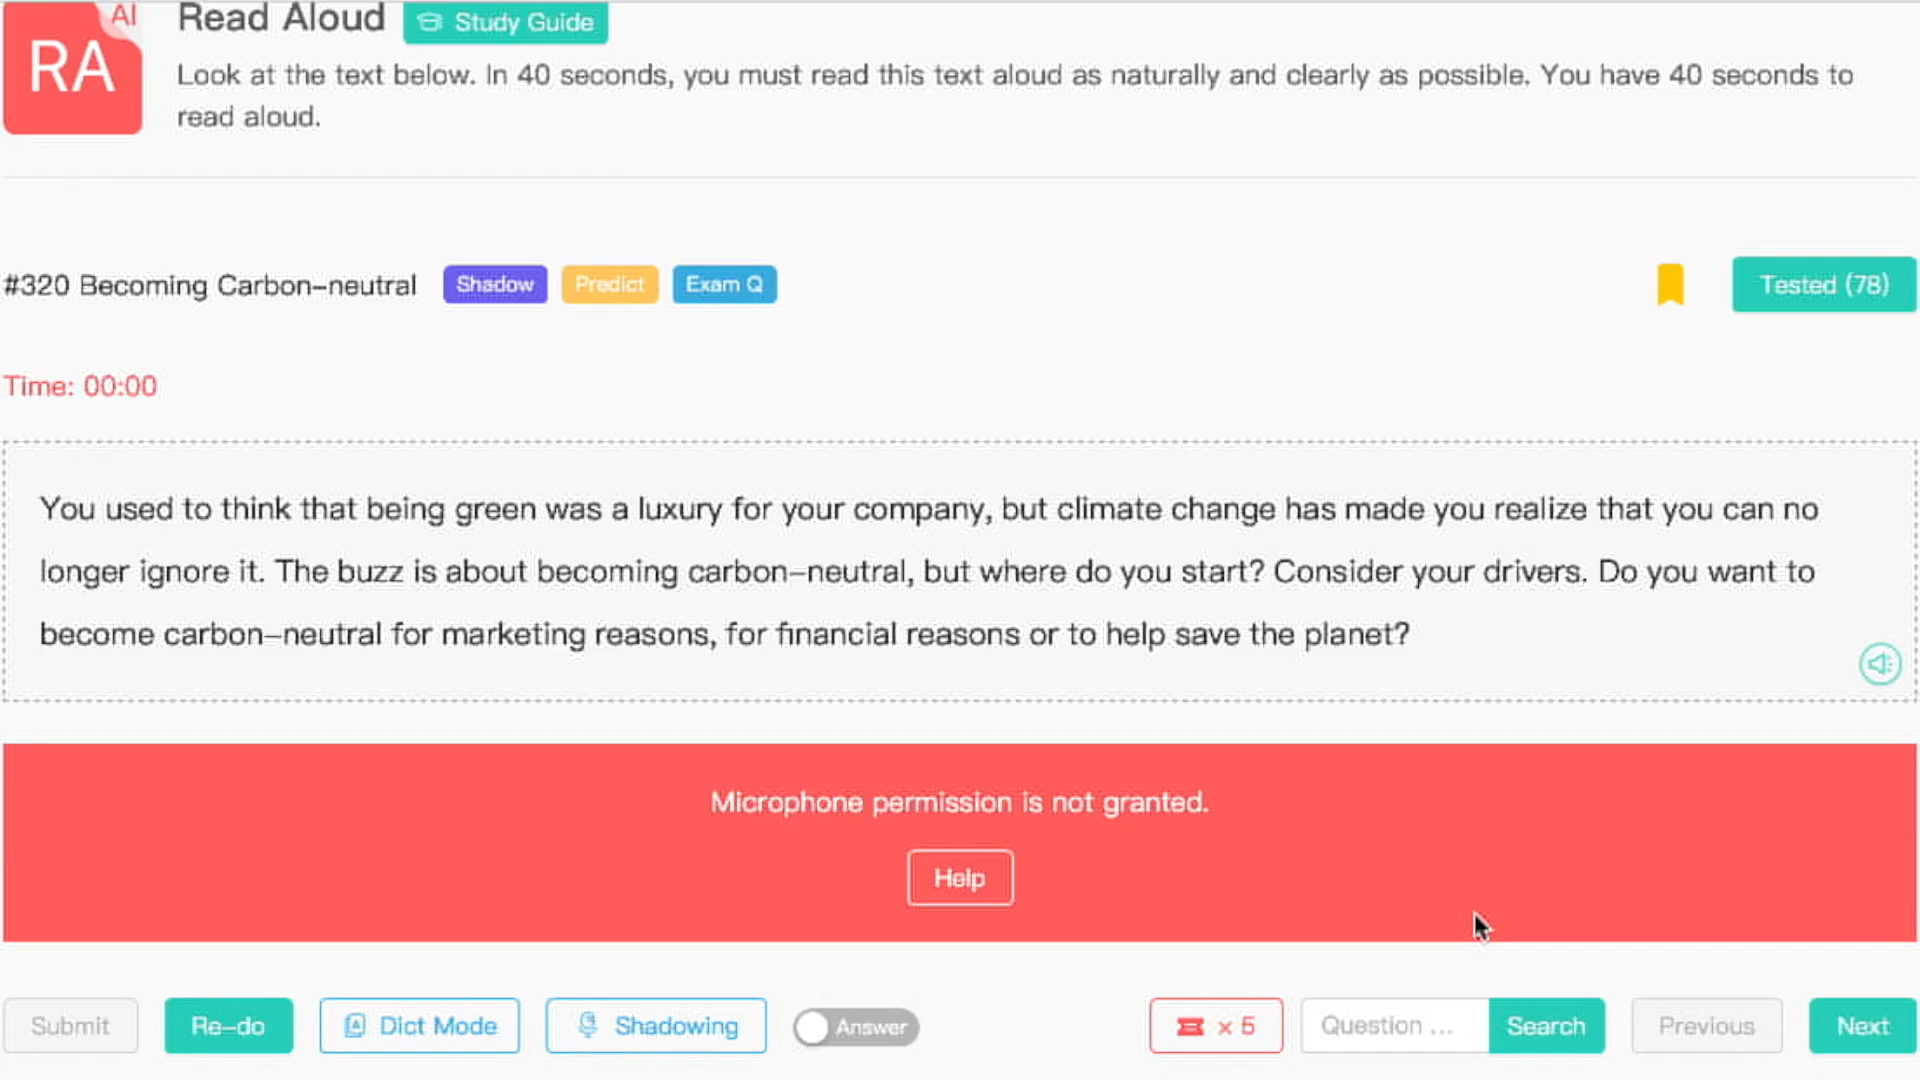 AI
RA
Read Aloud
Study Guide
Look at the text below. In 40 seconds, you must read this text aloud as naturally and clearly as possible. You have 40 seconds to
read aloud.
#320 Becoming Carbon-neutral
Shadow
Predict
Exam Q
Tested (78)
Time: 00:00
You used to think that being green was a luxury for your company, but climate change has made you realize that you can no
longer ignore it. The buzz is about becoming carbon-neutral, but where do you start? Consider your drivers. Do you want to
become carbon-neutral for marketing reasons, for financial reasons or to help save the planet?
Microphone permission is not granted.
Help
Submit
Re-do
Dict Mode
Shadowing
Answer
× 5
Question ...
Search
Previous
Next